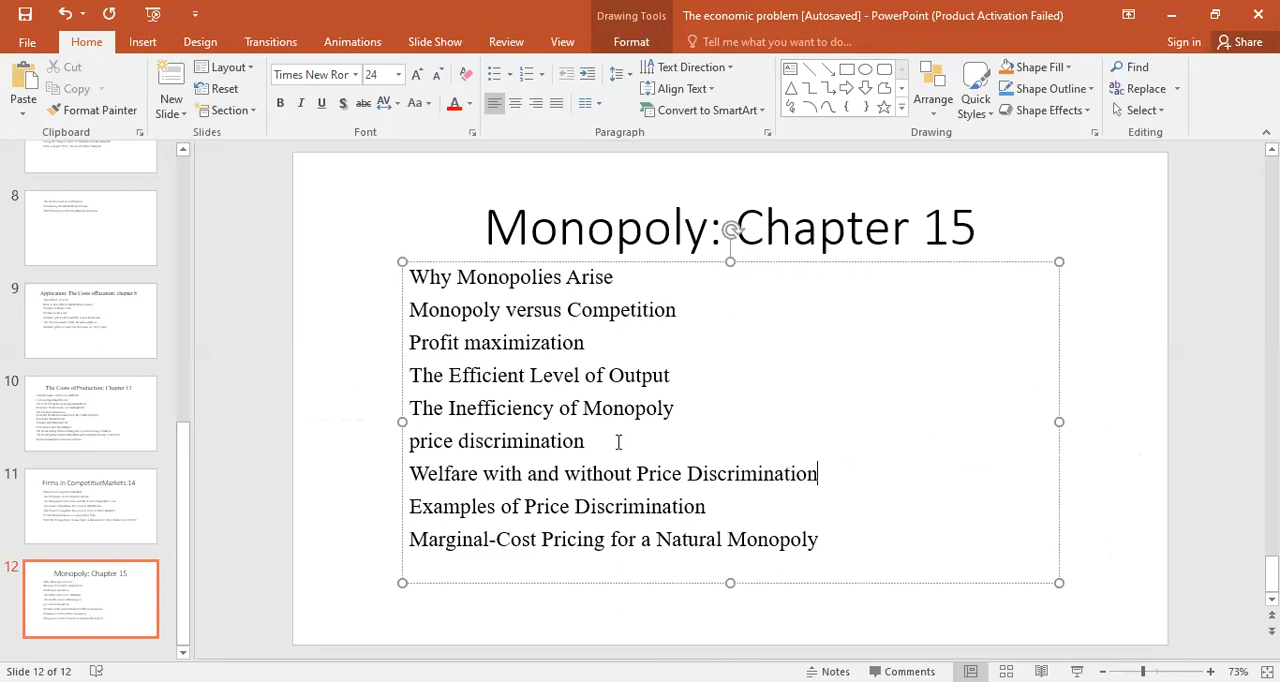 The economic problem [Autosaved] - PowerPoint (Product Activation Failed)
Drawing Tools
File Home Insert Design Transitions Animations Slide Show Review View Format Tell me what you want to do... Sign in Share
Paste Cut Copy Format Painter Clipboard
New Slide Layout Reset Section Slides
Times New Ror 24 Font
B I U S abc AV Aa A
Text Direction Align Text Convert to SmartArt Paragraph
Arrange Quick Styles Shape Fill Shape Outline Shape Effects Drawing
Find Replace Select Editing
8
9
Application: The Costs ofTaxation: chapter 8
10
The Costs ofProduction: Chapter 13
11
Firms in CompetitiveMarkets:14
12
Monopoly: Chapter 15
Monopoly: Chapter 15
Why Monopolies Arise
Monopoly versus Competition
Profit maximization
The Efficient Level of Output
The Inefficiency of Monopoly
price discrimination
Welfare with and without Price Discrimination
Examples of Price Discrimination
Marginal-Cost Pricing for a Natural Monopoly
Slide 12 of 12 Notes Comments 73%